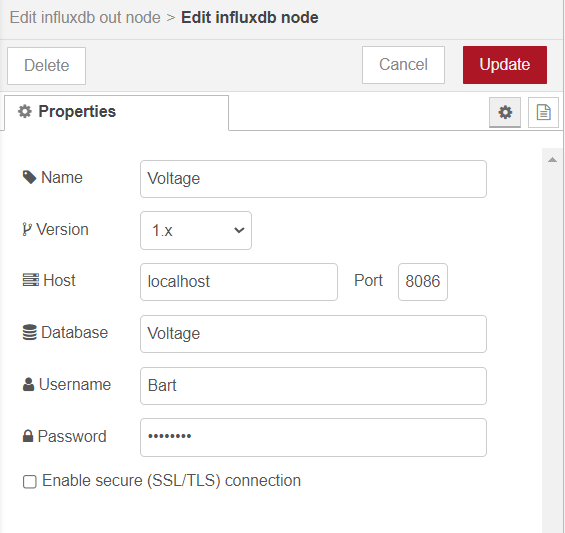 Edit influxdb out node > Edit influxdb node
Delete Cancel Update
Properties
Name Voltage
Version 1.x
Host localhost Port 8086
Database Voltage
Username Bart
Password ••••••••
Enable secure (SSL/TLS) connection